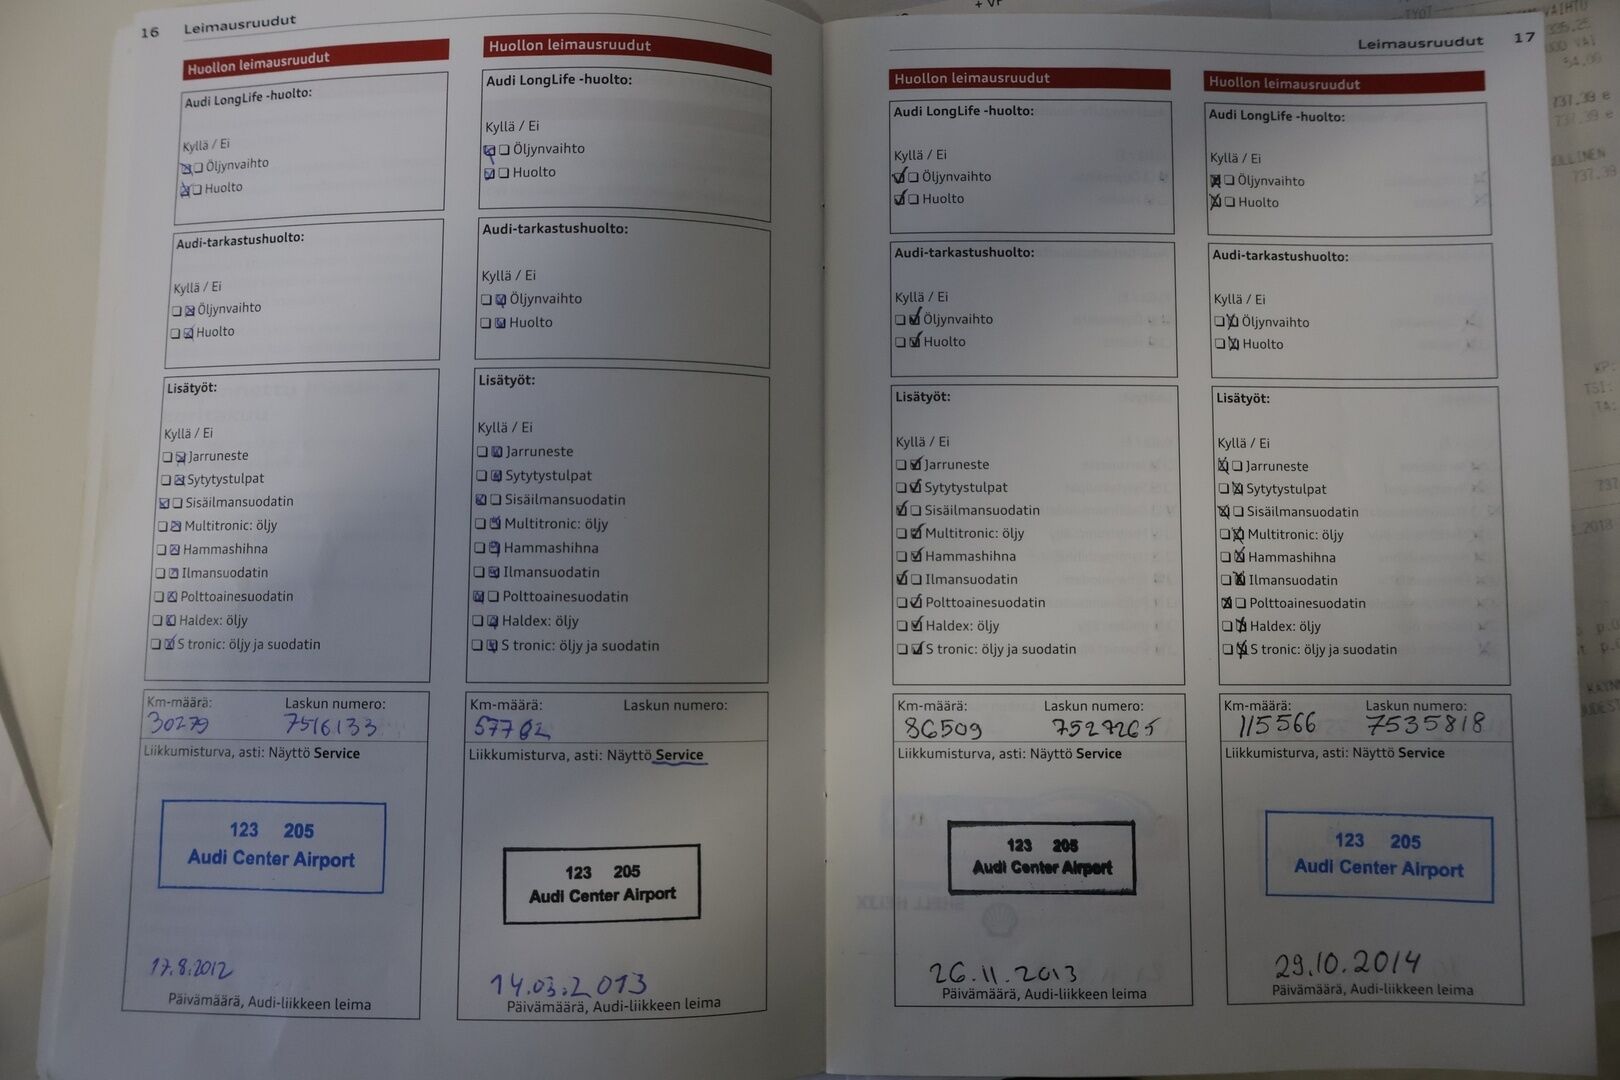 16 Leimausruudut
Huollon leimausruudut
Audi LongLife -huolto:
Kyllä / Ei
Öljynvaihto
Huolto
Audi-tarkastushuolto:
Kyllä / Ei
Öljynvaihto
Huolto
Lisätyöt:
Kyllä / Ei
Jarruneste
Sytytystulpat
Sisäilmansuodatin
Multitronic: öljy
Hammashihna
Ilmansuodatin
Polttoainesuodatin
Haldex: öljy
S tronic: öljy ja suodatin
Km-määrä: Laskun numero:
30279 7516133
Liikkumisturva, asti: Näyttö Service
123 205
Audi Center Airport
17.8.2012
Päivämäärä, Audi-liikkeen leima
Huollon leimausruudut
Audi LongLife -huolto:
Kyllä / Ei
Öljynvaihto
Huolto
Audi-tarkastushuolto:
Kyllä / Ei
Öljynvaihto
Huolto
Lisätyöt:
Kyllä / Ei
Jarruneste
Sytytystulpat
Sisäilmansuodatin
Multitronic: öljy
Hammashihna
Ilmansuodatin
Polttoainesuodatin
Haldex: öljy
S tronic: öljy ja suodatin
Km-määrä: Laskun numero:
57762
Liikkumisturva, asti: Näyttö Service
123 205
Audi Center Airport
14.03.2013
Päivämäärä, Audi-liikkeen leima
Leimausruudut 17
Huollon leimausruudut
Audi LongLife -huolto:
Kyllä / Ei
Öljynvaihto
Huolto
Audi-tarkastushuolto:
Kyllä / Ei
Öljynvaihto
Huolto
Lisätyöt:
Kyllä / Ei
Jarruneste
Sytytystulpat
Sisäilmansuodatin
Multitronic: öljy
Hammashihna
Ilmansuodatin
Polttoainesuodatin
Haldex: öljy
S tronic: öljy ja suodatin
Km-määrä: Laskun numero:
86509 7527265
Liikkumisturva, asti: Näyttö Service
123 205
Audi Center Airport
26.11.2013
Päivämäärä, Audi-liikkeen leima
Huollon leimausruudut
Audi LongLife -huolto:
Kyllä / Ei
Öljynvaihto
Huolto
Audi-tarkastushuolto:
Kyllä / Ei
Öljynvaihto
Huolto
Lisätyöt:
Kyllä / Ei
Jarruneste
Sytytystulpat
Sisäilmansuodatin
Multitronic: öljy
Hammashihna
Ilmansuodatin
Polttoainesuodatin
Haldex: öljy
S tronic: öljy ja suodatin
Km-määrä: Laskun numero:
115566 7535818
Liikkumisturva, asti: Näyttö Service
123 205
Audi Center Airport
29.10.2014
Päivämäärä, Audi-liikkeen leima
737.39 e
737.39 e
737.39
KP:
TSI:
TA: